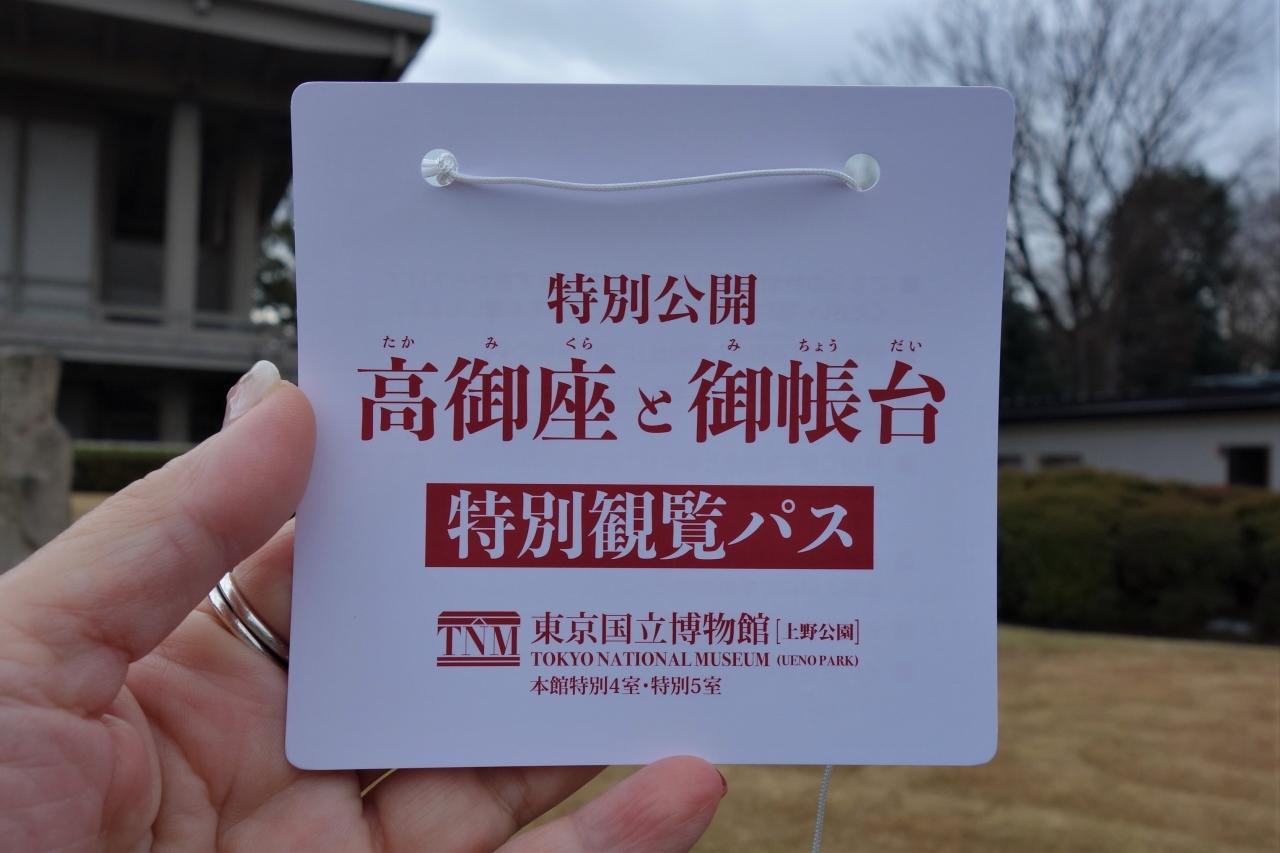 特別公開
たか み くら み ちょう だい
高御座と御帳台
特別観覧パス
TNM 東京国立博物館[上野公園]
TOKYO NATIONAL MUSEUM (UENO PARK)
本館特別4室・特別5室